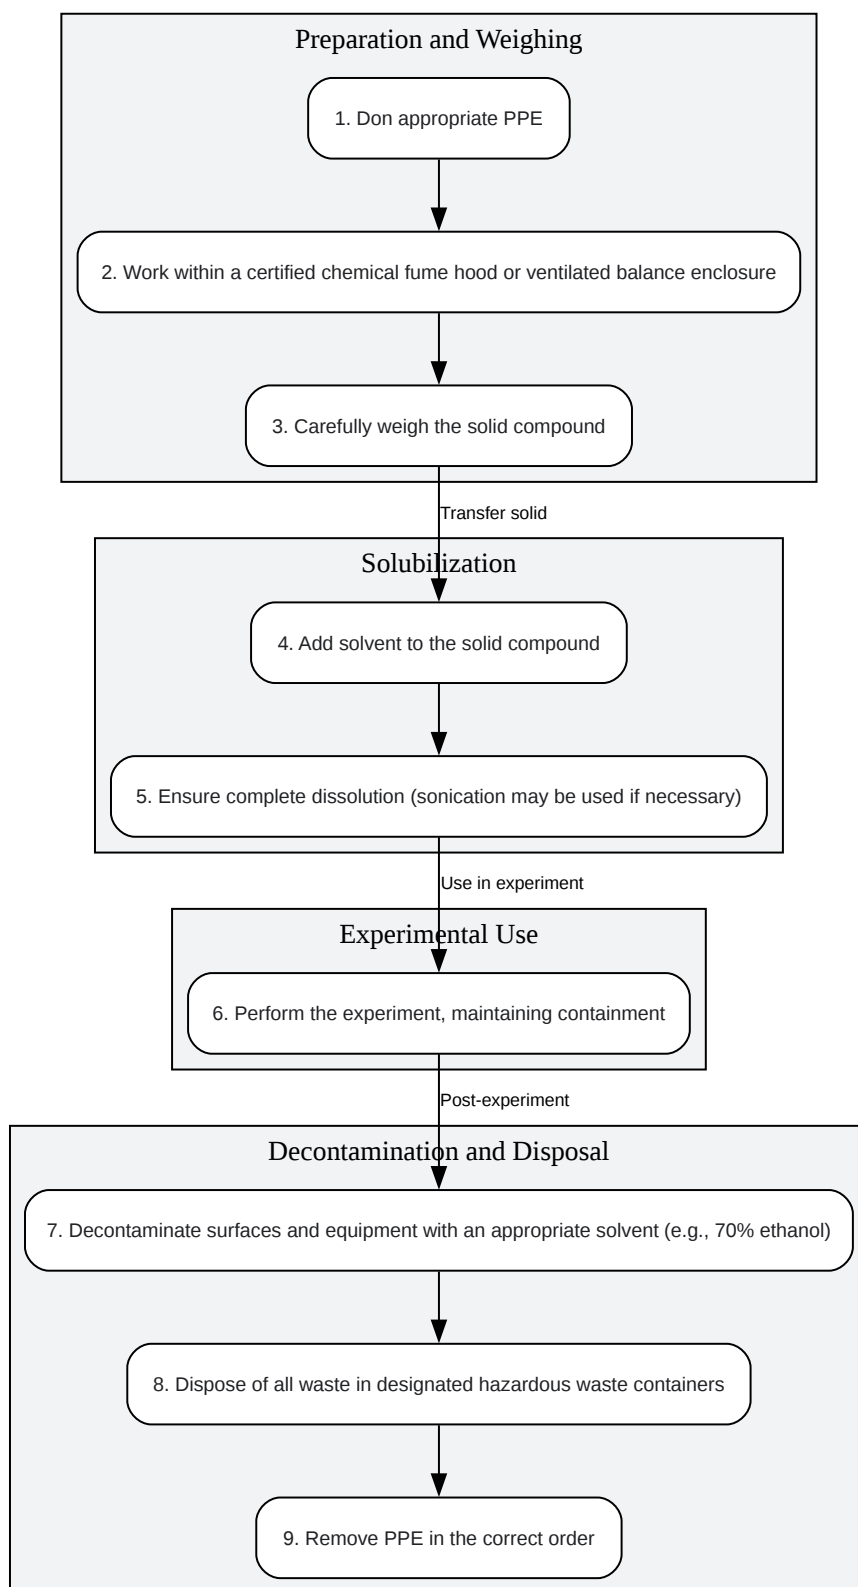 Preparation and Weighing
1. Don appropriate PPE
2. Work within a certified chemical fume hood or ventilated balance enclosure
3. Carefully weigh the solid compound
Transfer solid
Solubilization
4. Add solvent to the solid compound
5. Ensure complete dissolution (sonication may be used if necessary)
Use in experiment
Experimental Use
6. Perform the experiment, maintaining containment
Post-experiment
Decontamination and Disposal
7. Decontaminate surfaces and equipment with an appropriate solvent (e.g., 70% ethanol)
8. Dispose of all waste in designated hazardous waste containers
9. Remove PPE in the correct order